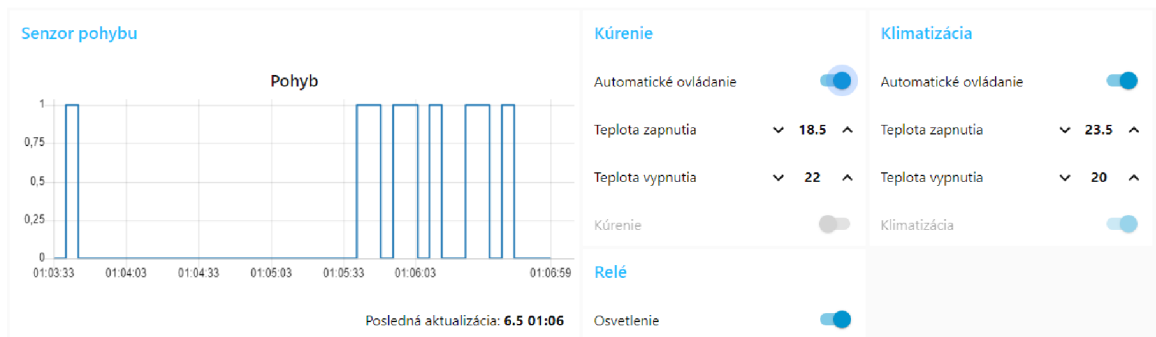 Senzor pohybu
Pohyb
1
0,75
0,5
0,25
0
01:03:33 01:04:03 01:04:33 01:05:03 01:05:33 01:06:03 01:06:59
Posledná aktualizácia: 6.5 01:06
Kúrenie
Automatické ovládanie
Teplota zapnutia 18.5
Teplota vypnutia 22
Kúrenie
Klimatizácia
Automatické ovládanie
Teplota zapnutia 23.5
Teplota vypnutia 20
Klimatizácia
Relé
Osvetlenie